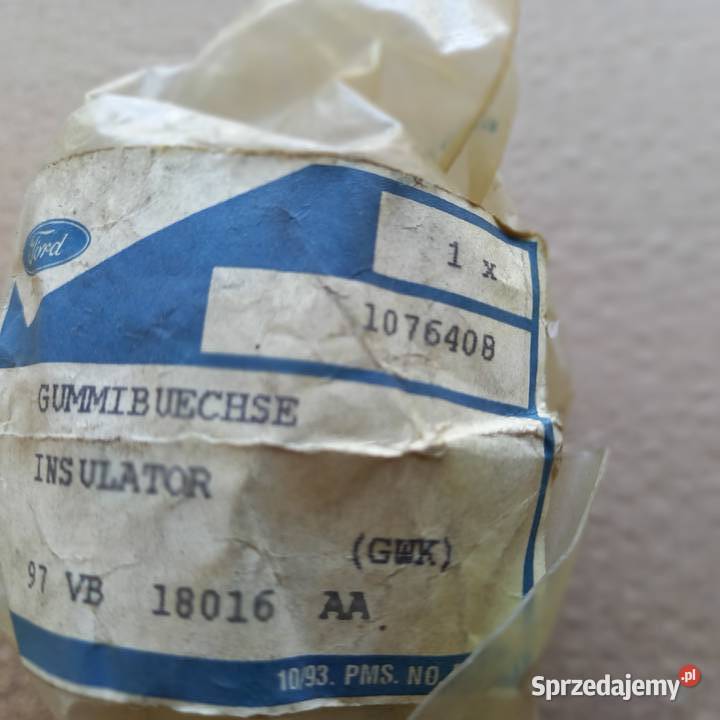 Ford
1 x
1076408
GUMMIBUECHSE
INSULATOR
(GWK)
97 VB 18016 AA
10/93. PMS. NO.
Sprzedajemy.pl